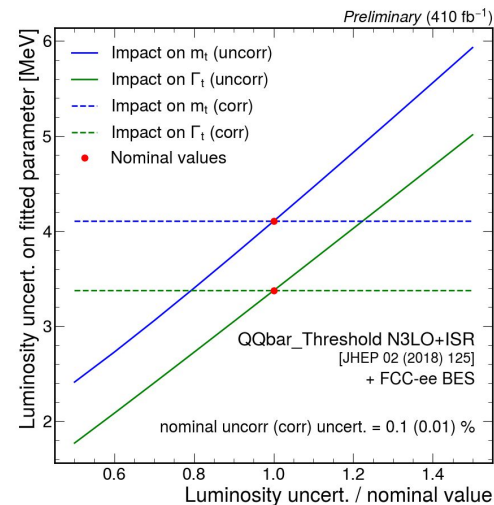 Preliminary (410 fb⁻¹)
Luminosity uncert. on fitted parameter [MeV]
6
5
4
3
2
Impact on mₜ (uncorr)
Impact on Γₜ (uncorr)
Impact on mₜ (corr)
Impact on Γₜ (corr)
Nominal values
QQbar_Threshold N3LO+ISR
[JHEP 02 (2018) 125]
+ FCC-ee BES
nominal uncorr (corr) uncert. = 0.1 (0.01) %
0.6 0.8 1.0 1.2 1.4
Luminosity uncert. / nominal value